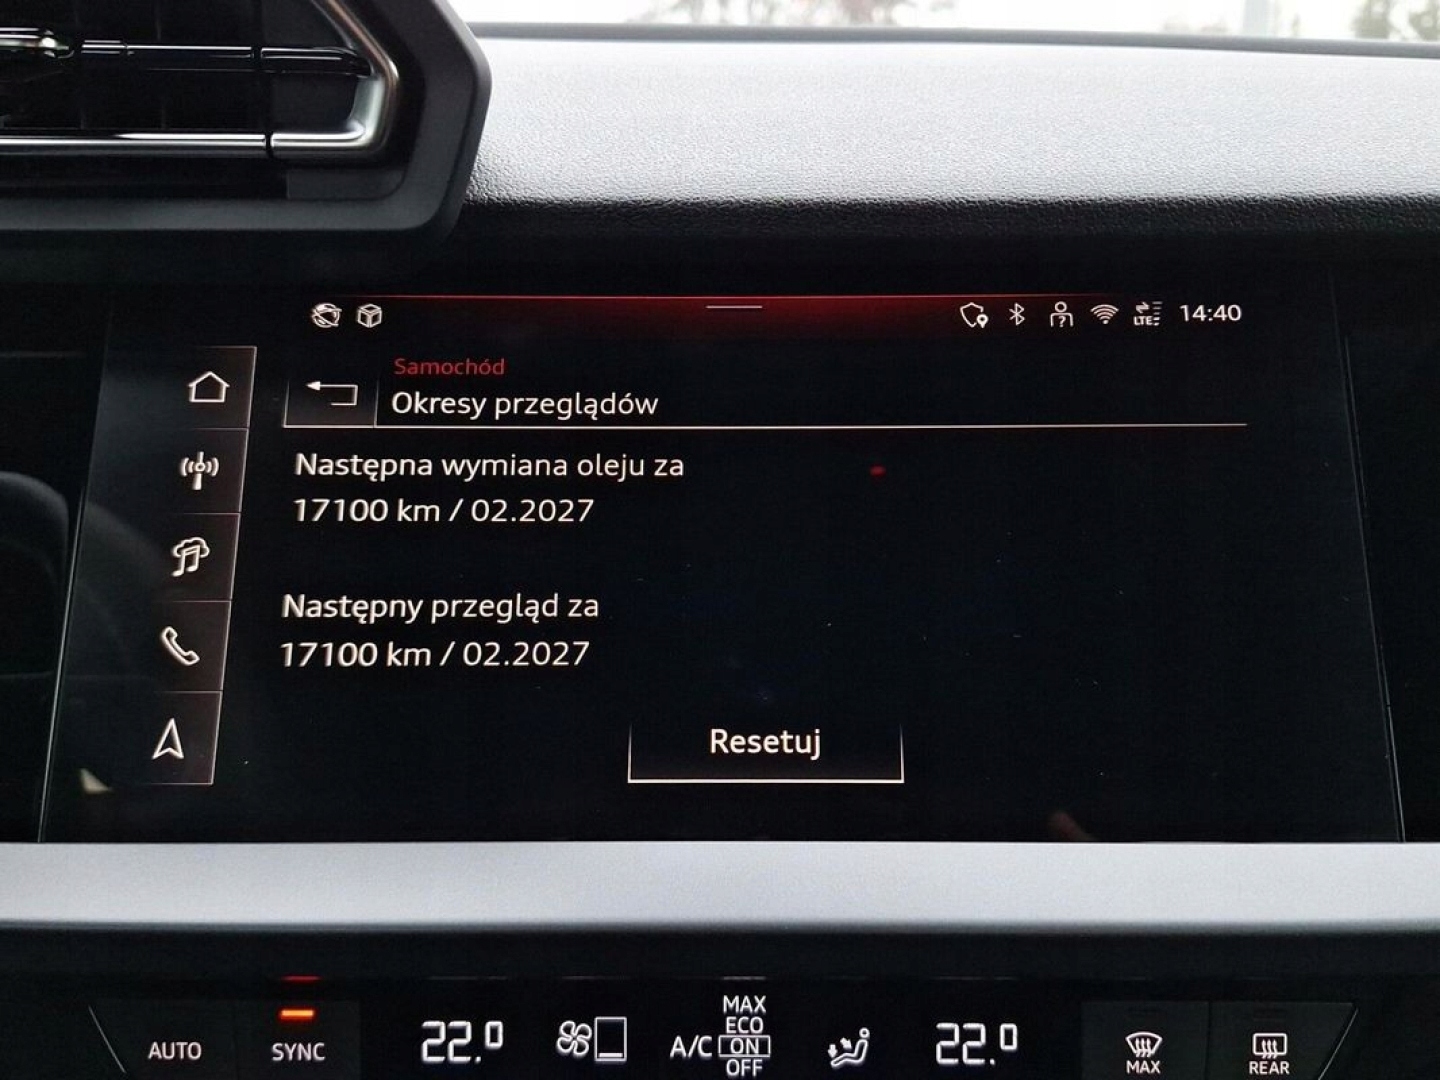 LTE 14:40
Samochód
Okresy przeglądów
Następna wymiana oleju za
17100 km / 02.2027
Następny przegląd za
17100 km / 02.2027
Resetuj
AUTO SYNC 22.0 A/C MAX ECO ON OFF 22.0 MAX REAR